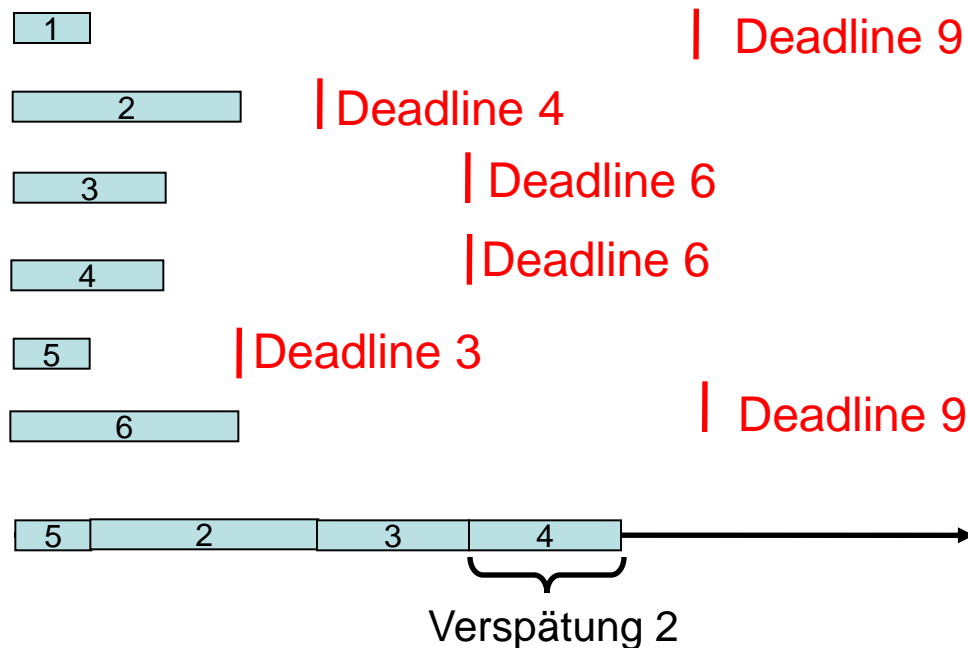 1
Deadline 9
2
Deadline 4
3
Deadline 6
4
Deadline 6
5
Deadline 3
6
Deadline 9
5 2 3 4
Verspätung 2